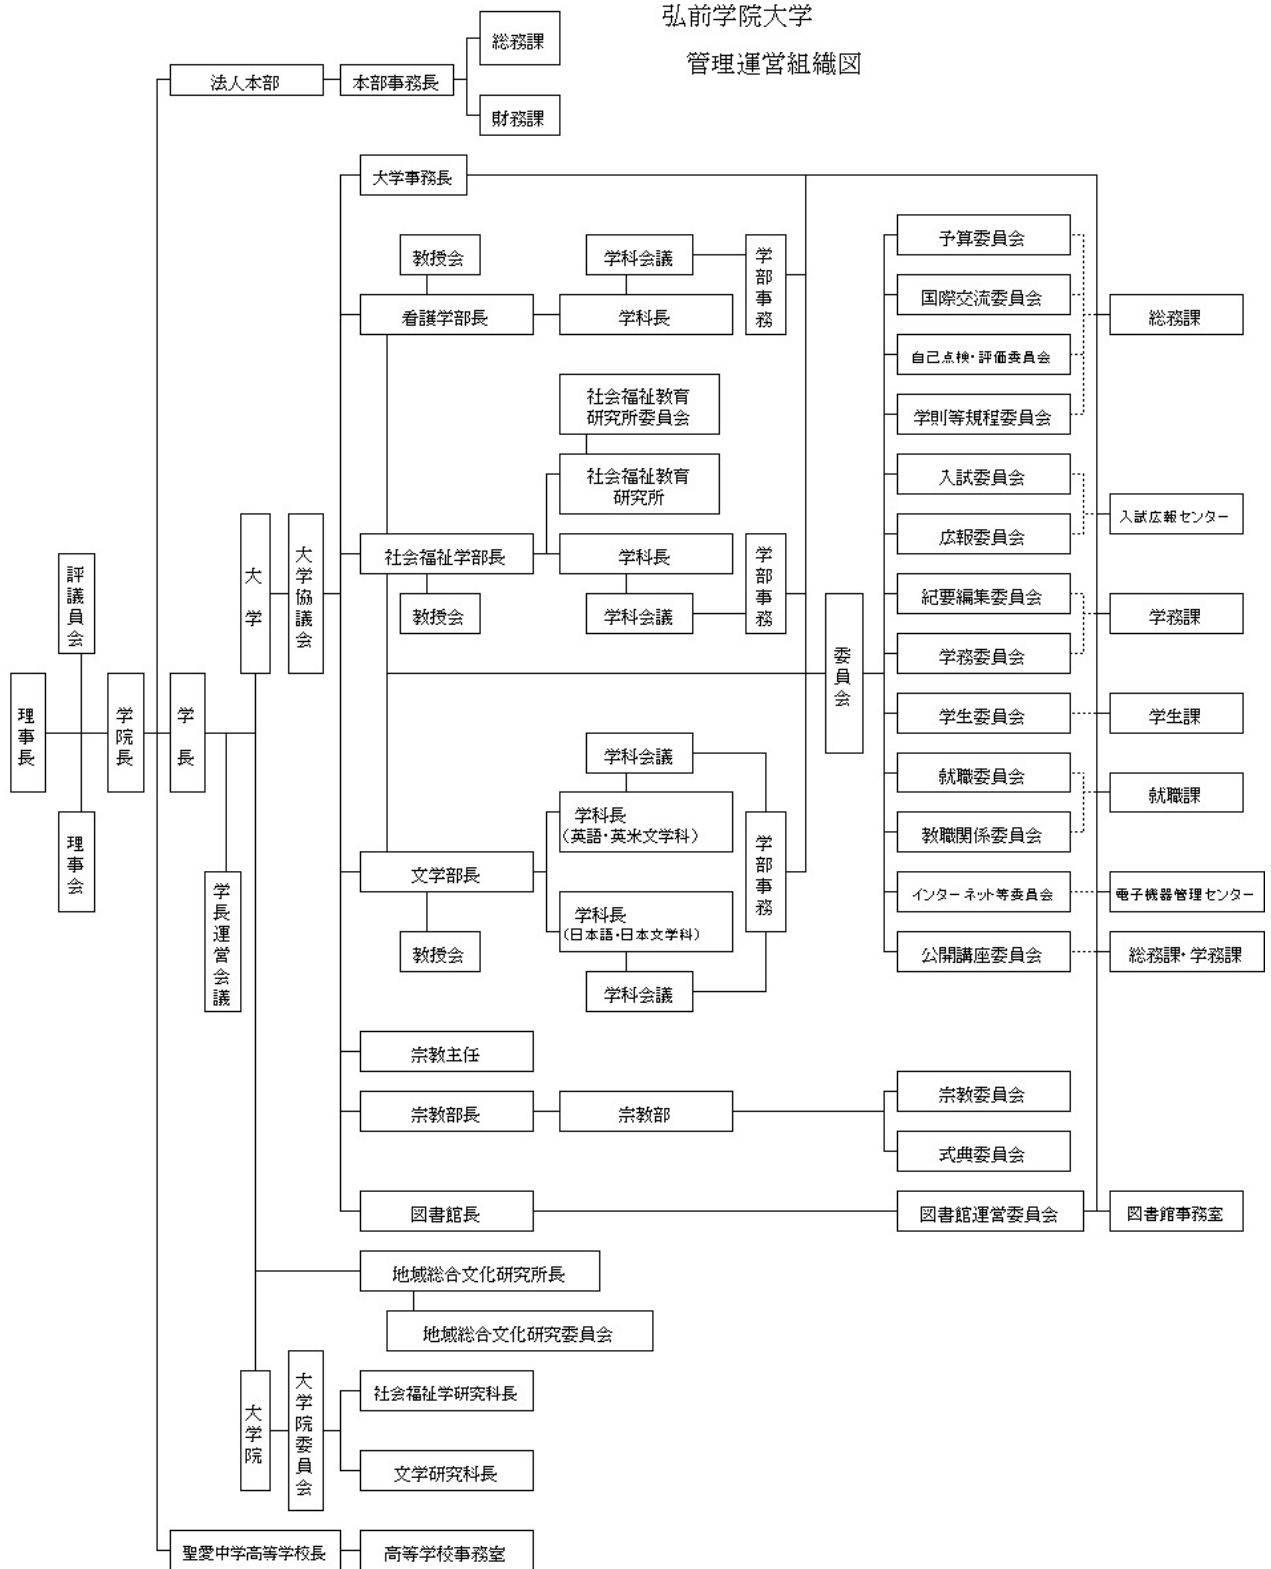 弘前学院大学
管理運営組織図
総務課
法人本部
本部事務長
財務課
大学事務長
予算委員会
教授会
学科会議
学部事務
国際交流委員会
看護学部長
学科長
総務課
自己点検・評価委員会
社会福祉教育
研究所委員会
学則等規程委員会
社会福祉教育
研究所
入試委員会
入試広報センター
広報委員会
大学
大学協議会
社会福祉学部長
学科長
学部事務
評議員会
教授会
学科会議
紀要編集委員会
学務課
委員会
学務委員会
理事長
学院長
学長
学生委員会
学生課
学科会議
就職委員会
就職課
学科長
(英語・英米文学科)
教職関係委員会
理事会
学部事務
文学部長
学長運営会議
インターネット等委員会
電子機器管理センター
学科長
(日本語・日本文学科)
教授会
公開講座委員会
総務課・学務課
学科会議
宗教主任
宗教委員会
宗教部長
宗教部
式典委員会
図書館長
図書館運営委員会
図書館事務室
地域総合文化研究所長
地域総合文化研究委員会
大学院
大学院委員会
社会福祉学研究科長
文学研究科長
聖愛中学高等学校長
高等学校事務室